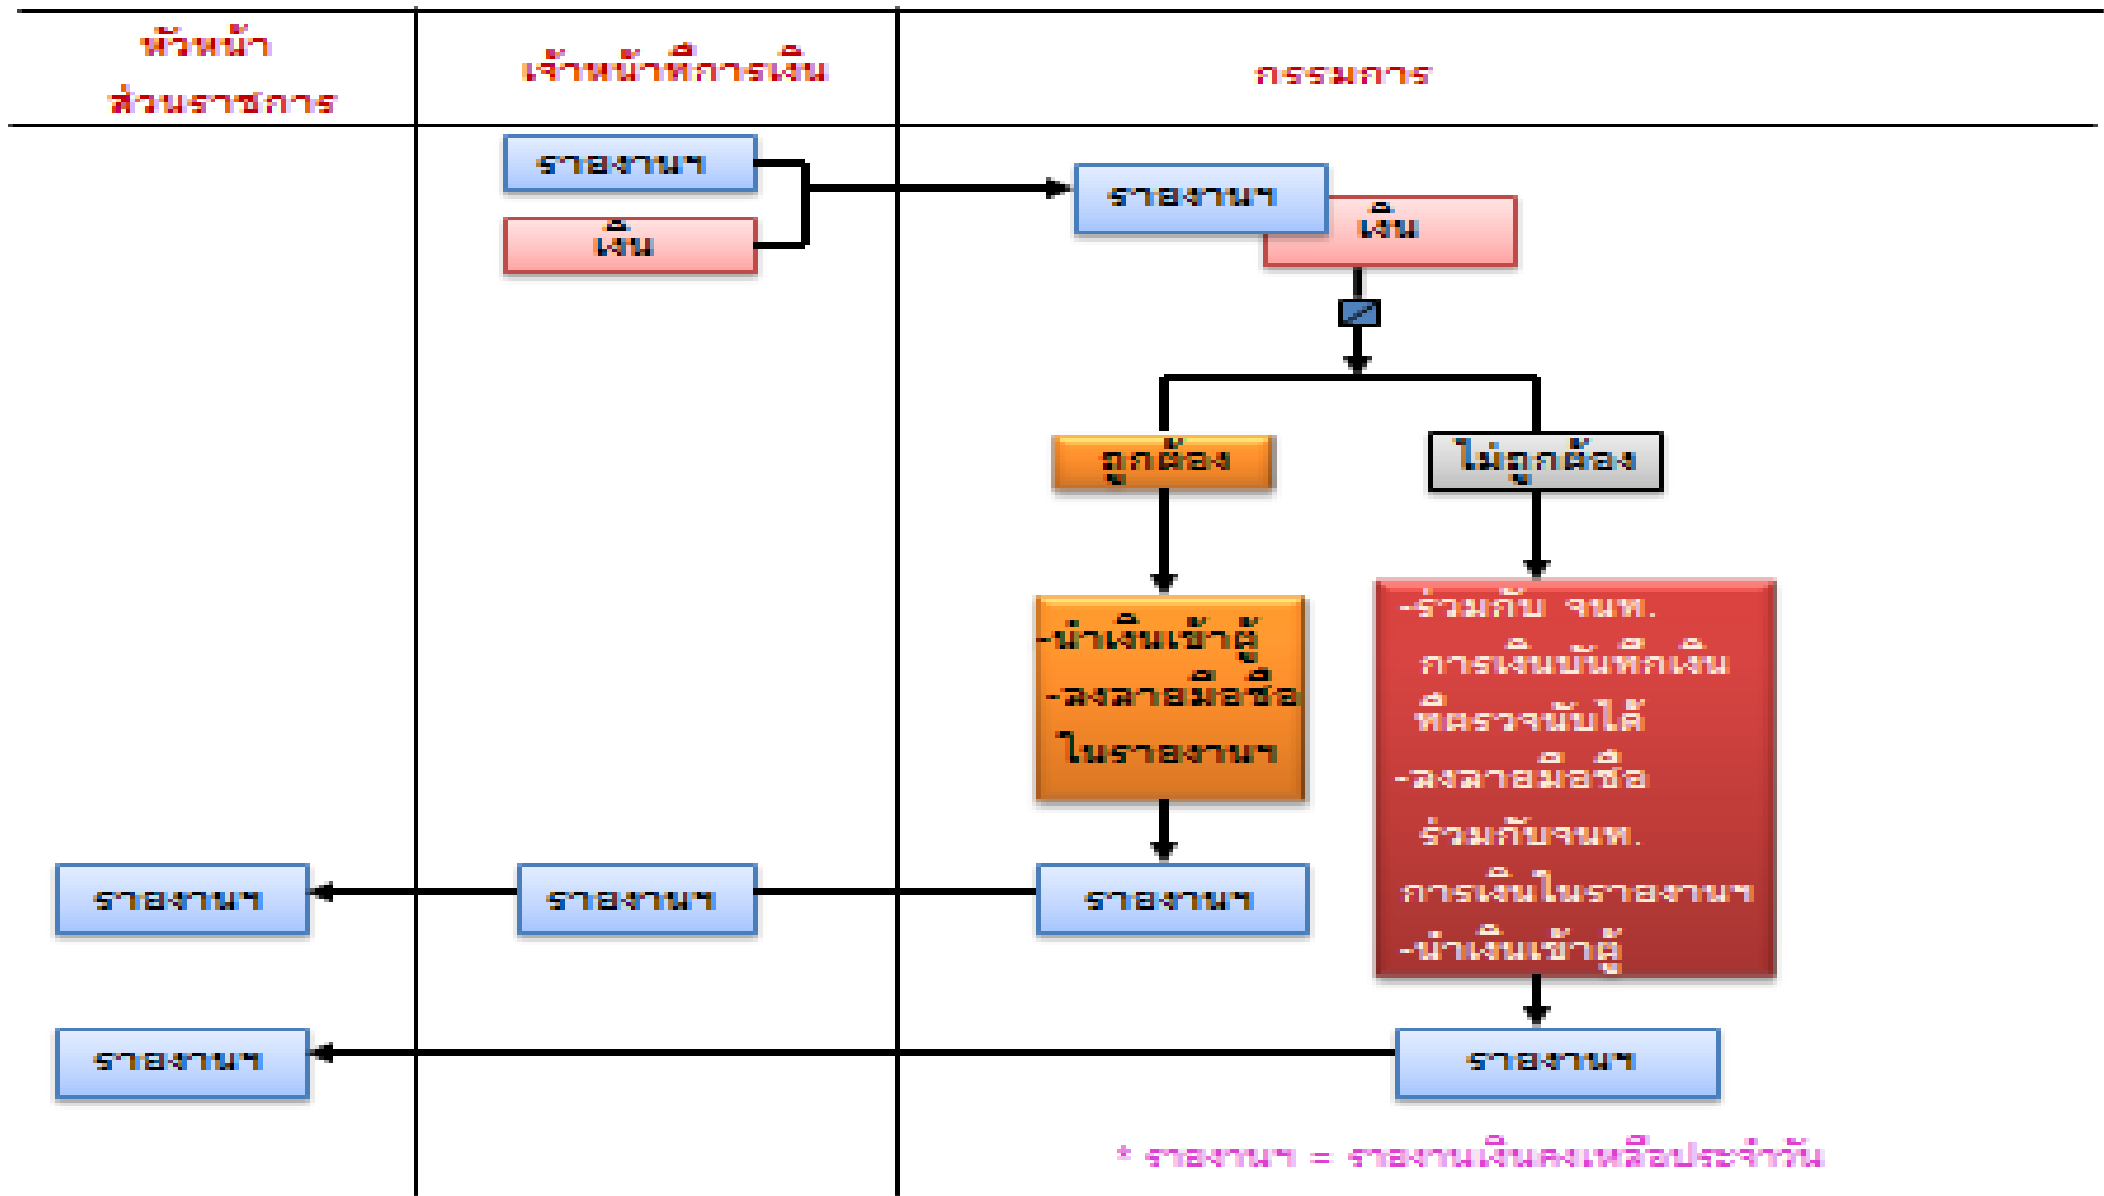 หัวหน้า
ส่วนราชการ
เจ้าหน้าที่การเงิน
กรรมการ
รายงานฯ
เงิน
รายงานฯ
เงิน
ถูกต้อง
ไม่ถูกต้อง
-นำเงินเข้าตู้
-ลงลายมือชื่อ
ในรายงานฯ
-ร่วมกับ จนท.
การเงินบันทึกเงิน
ที่ตรวจนับได้
-ลงลายมือชื่อ
ร่วมกับจนท.
การเงินในรายงานฯ
-นำเงินเข้าตู้
รายงานฯ
รายงานฯ
รายงานฯ
รายงานฯ
รายงานฯ
* รายงานฯ = รายงานเงินคงเหลือประจำวัน